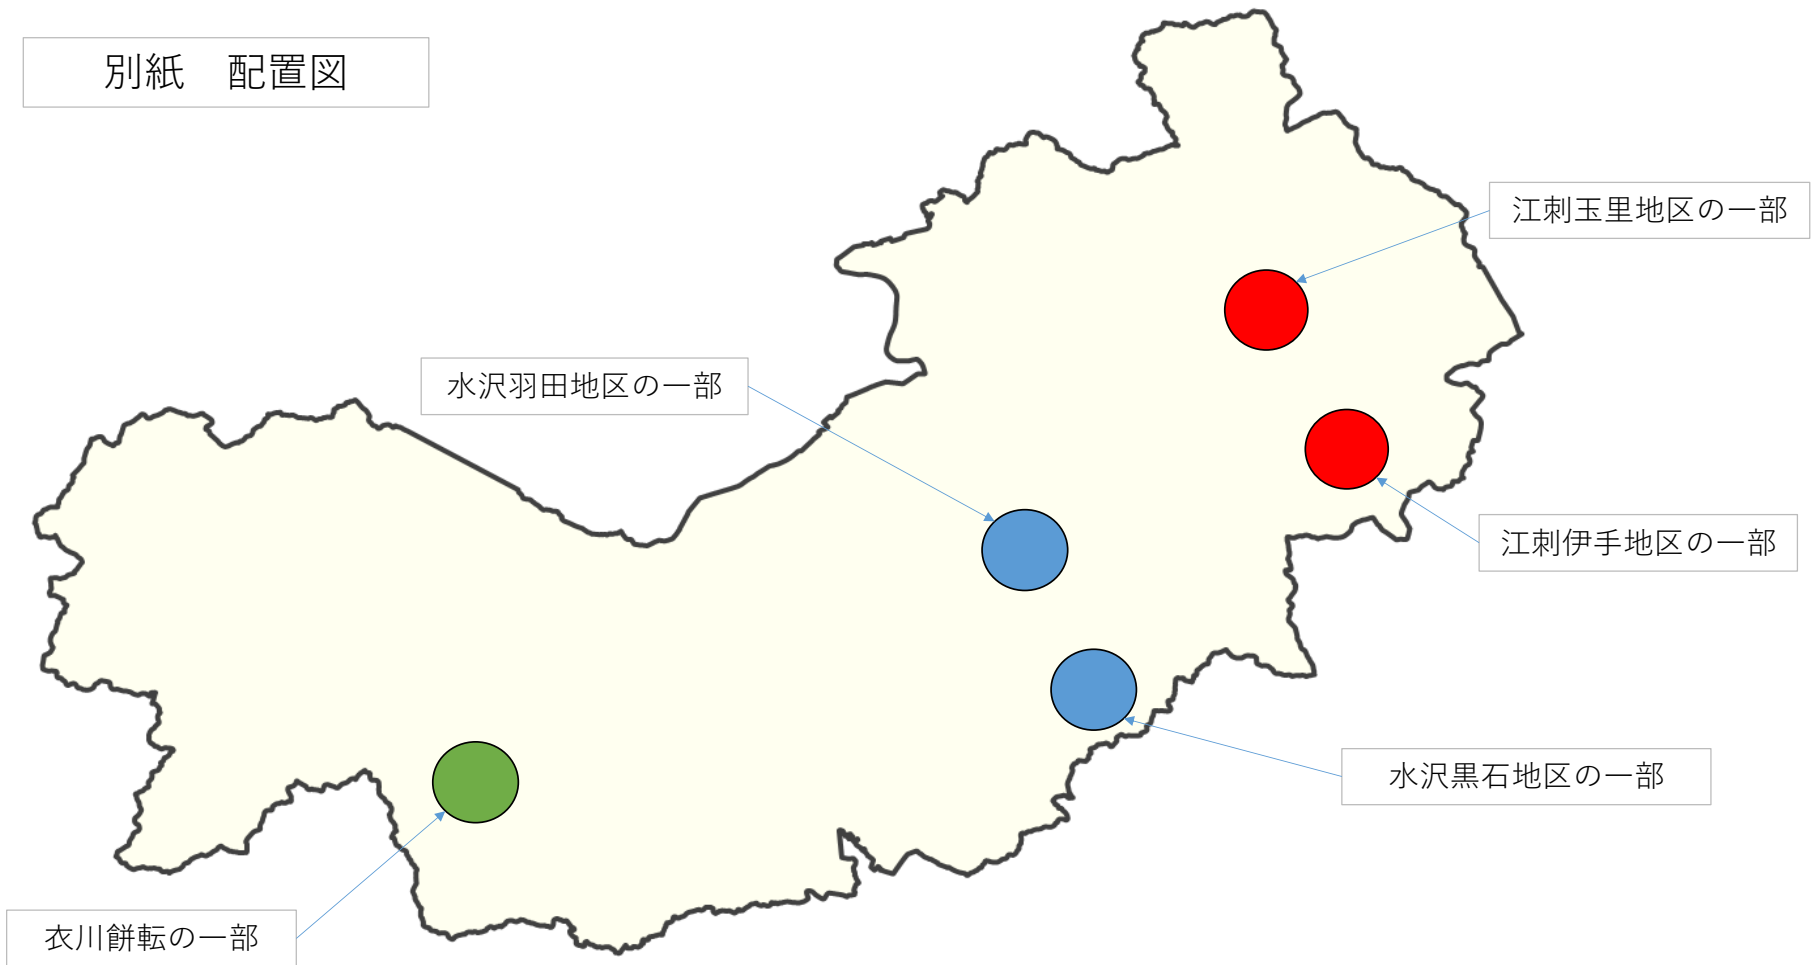 別紙　配置図
江刺玉里地区の一部
水沢羽田地区の一部
江刺伊手地区の一部
水沢黒石地区の一部
衣川餅転の一部